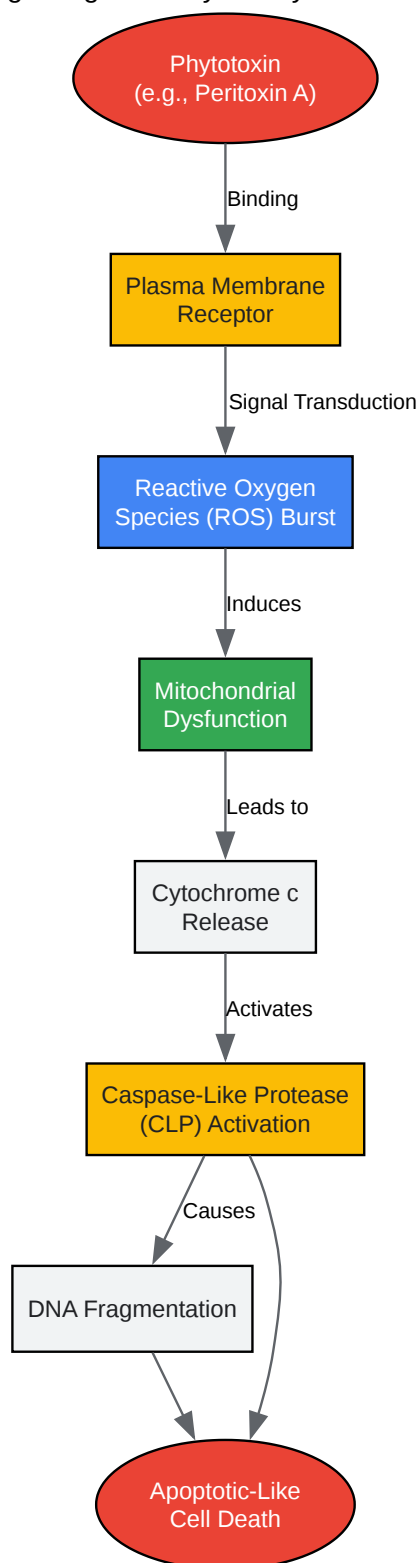 Phytotoxin
(e.g., Peritoxin A)
Binding
Plasma Membrane
Receptor
Signal Transduction
Reactive Oxygen
Species (ROS) Burst
Induces
Mitochondrial
Dysfunction
Leads to
Cytochrome c
Release
Activates
Caspase-Like Protease
(CLP) Activation
Causes
DNA Fragmentation
Apoptotic-Like
Cell Death